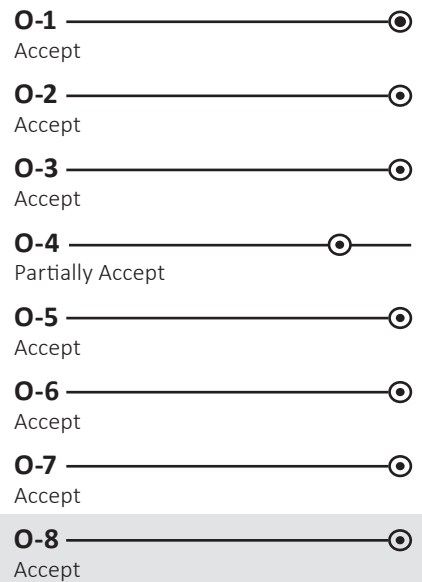 O-1
Accept
O-2
Accept
O-3
Accept
O-4
Partially Accept
O-5
Accept
O-6
Accept
O-7
Accept
O-8
Accept